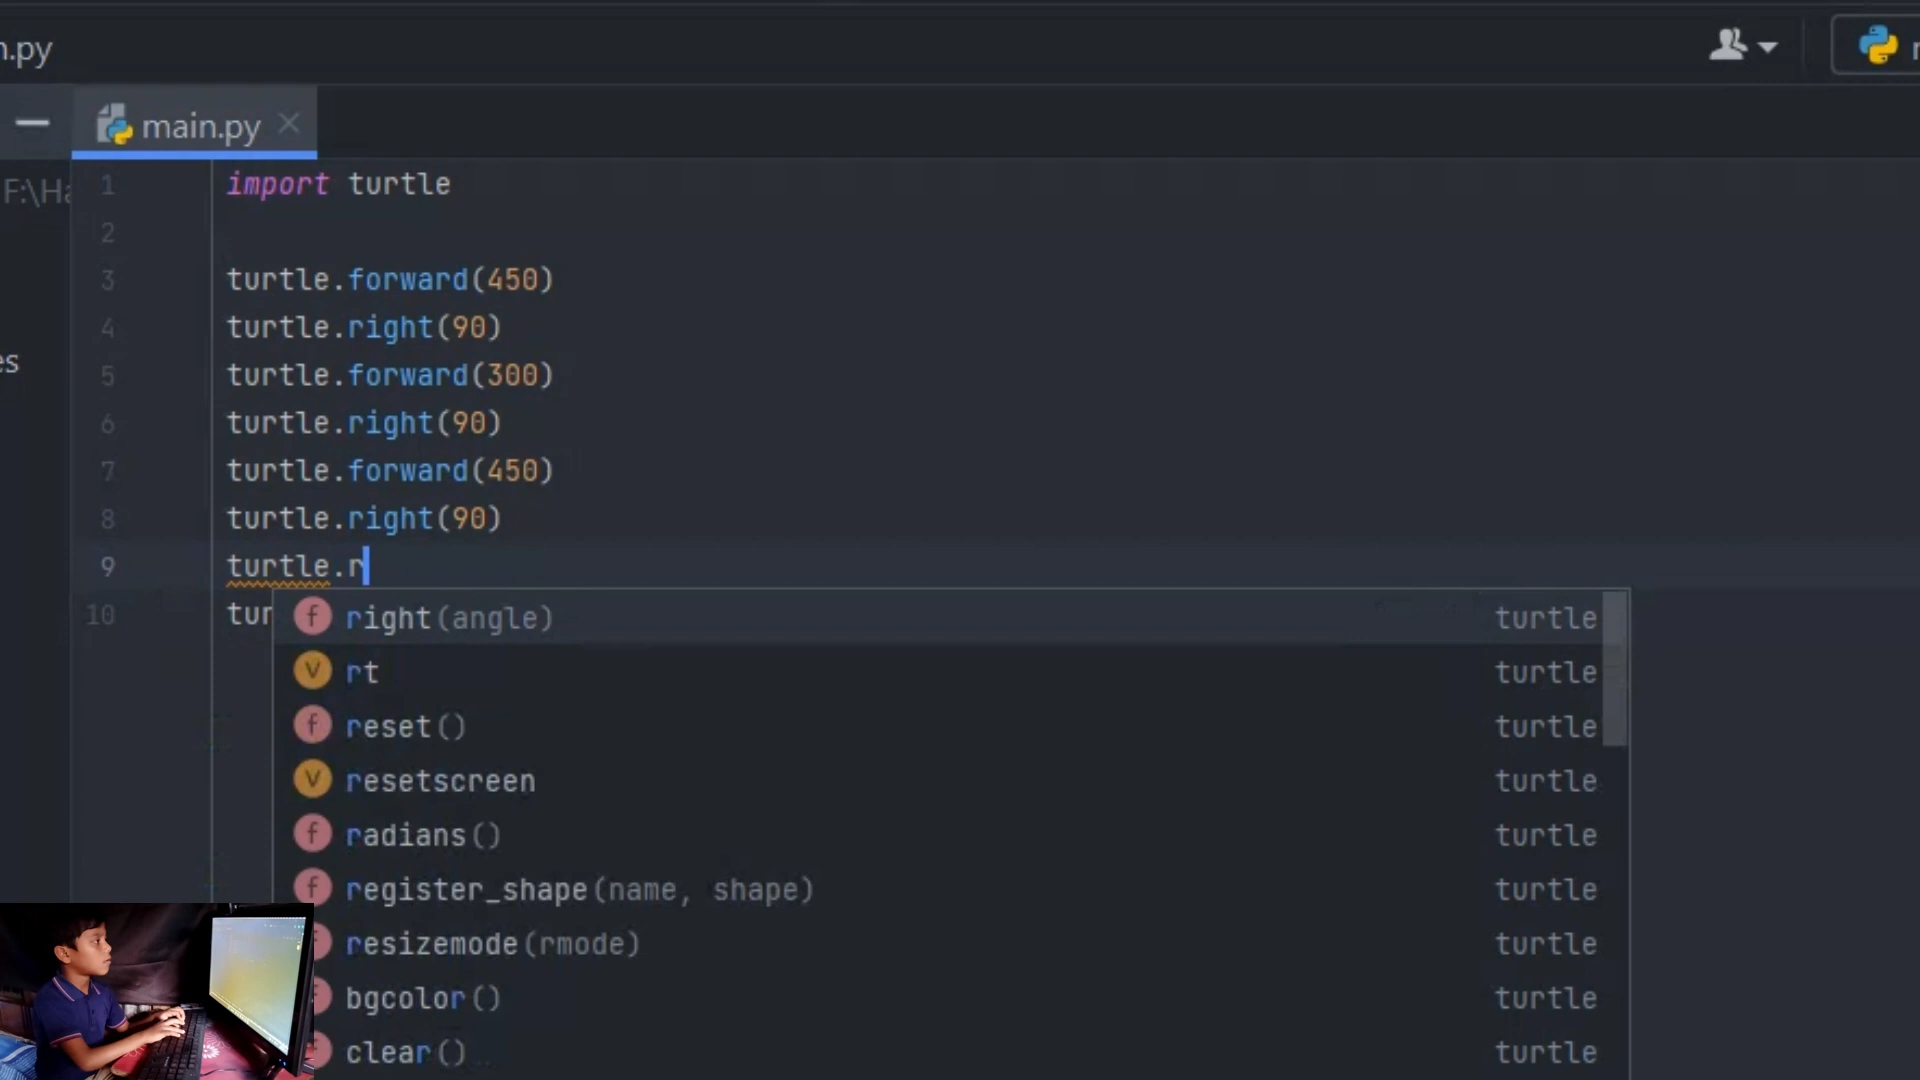 n.py
main.py
F:\Ha
es
1 import turtle
2
3 turtle.forward(450)
4 turtle.right(90)
5 turtle.forward(300)
6 turtle.right(90)
7 turtle.forward(450)
8 turtle.right(90)
9 turtle.r
10 tur
f right(angle) turtle
v rt turtle
f reset() turtle
v resetscreen turtle
f radians() turtle
f register_shape(name, shape) turtle
f resizemode(rmode) turtle
bgcolor() turtle
clear() turtle